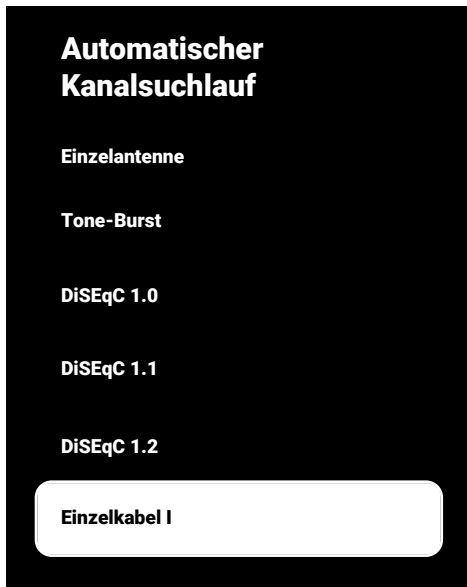 Automatischer
Kanalsuchlauf
Einzelantenne
Tone-Burst
DiSEqC 1.0
DiSEqC 1.1
DiSEqC 1.2
Einzelkabel I